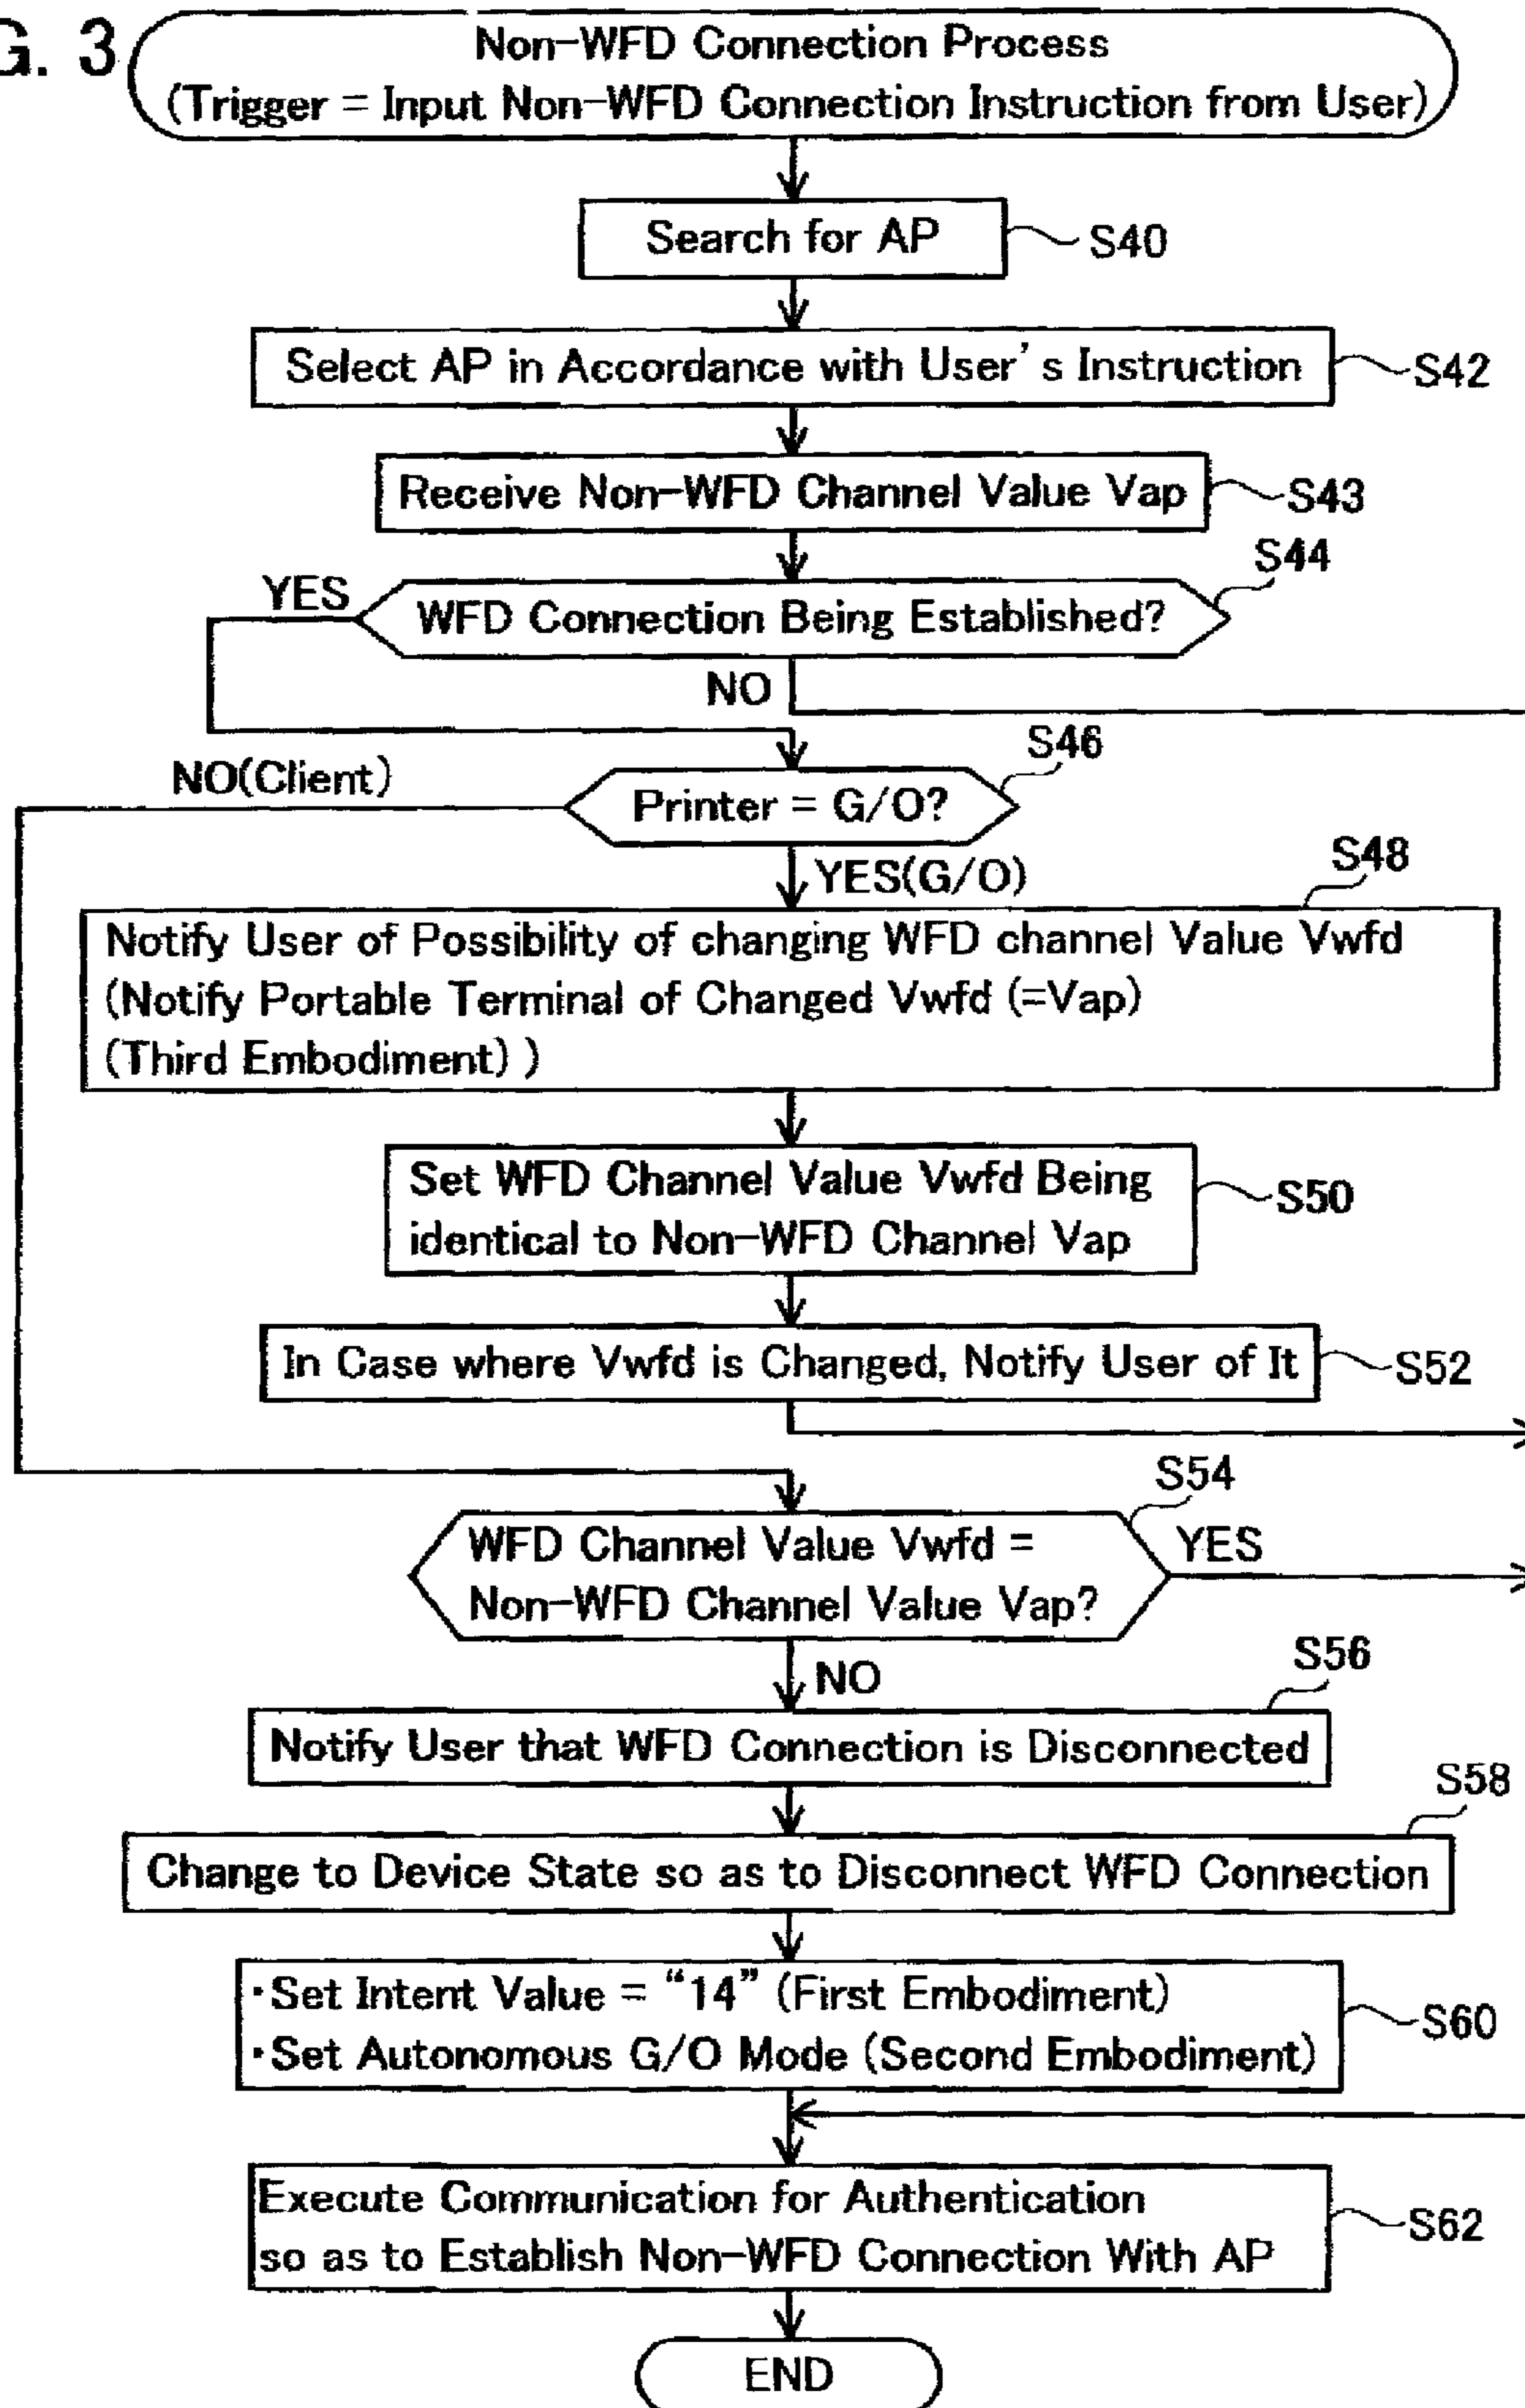 G. 3
Non-WFD Connection Process
(Trigger = Input Non-WFD Connection Instruction from User)
Search for AP
S40
Select AP in Accordance with User's Instruction
S42
Receive Non-WFD Channel Value Vap
S43
S44
YES
WFD Connection Being Established?
NO
S46
NO(Client)
Printer = G/O?
YES(G/O)
S48
Notify User of Possibility of changing WFD channel Value Vwfd
(Notify Portable Terminal of Changed Vwfd (=Vap)
(Third Embodiment) )
Set WFD Channel Value Vwfd Being
identical to Non-WFD Channel Vap
S50
In Case where Vwfd is Changed, Notify User of It
S52
S54
WFD Channel Value Vwfd =
Non-WFD Channel Value Vap?
YES
NO
S56
Notify User that WFD Connection is Disconnected
S58
Change to Device State so as to Disconnect WFD Connection
·Set Intent Value = “14” (First Embodiment)
·Set Autonomous G/O Mode (Second Embodiment)
S60
Execute Communication for Authentication
so as to Establish Non-WFD Connection With AP
S62
END